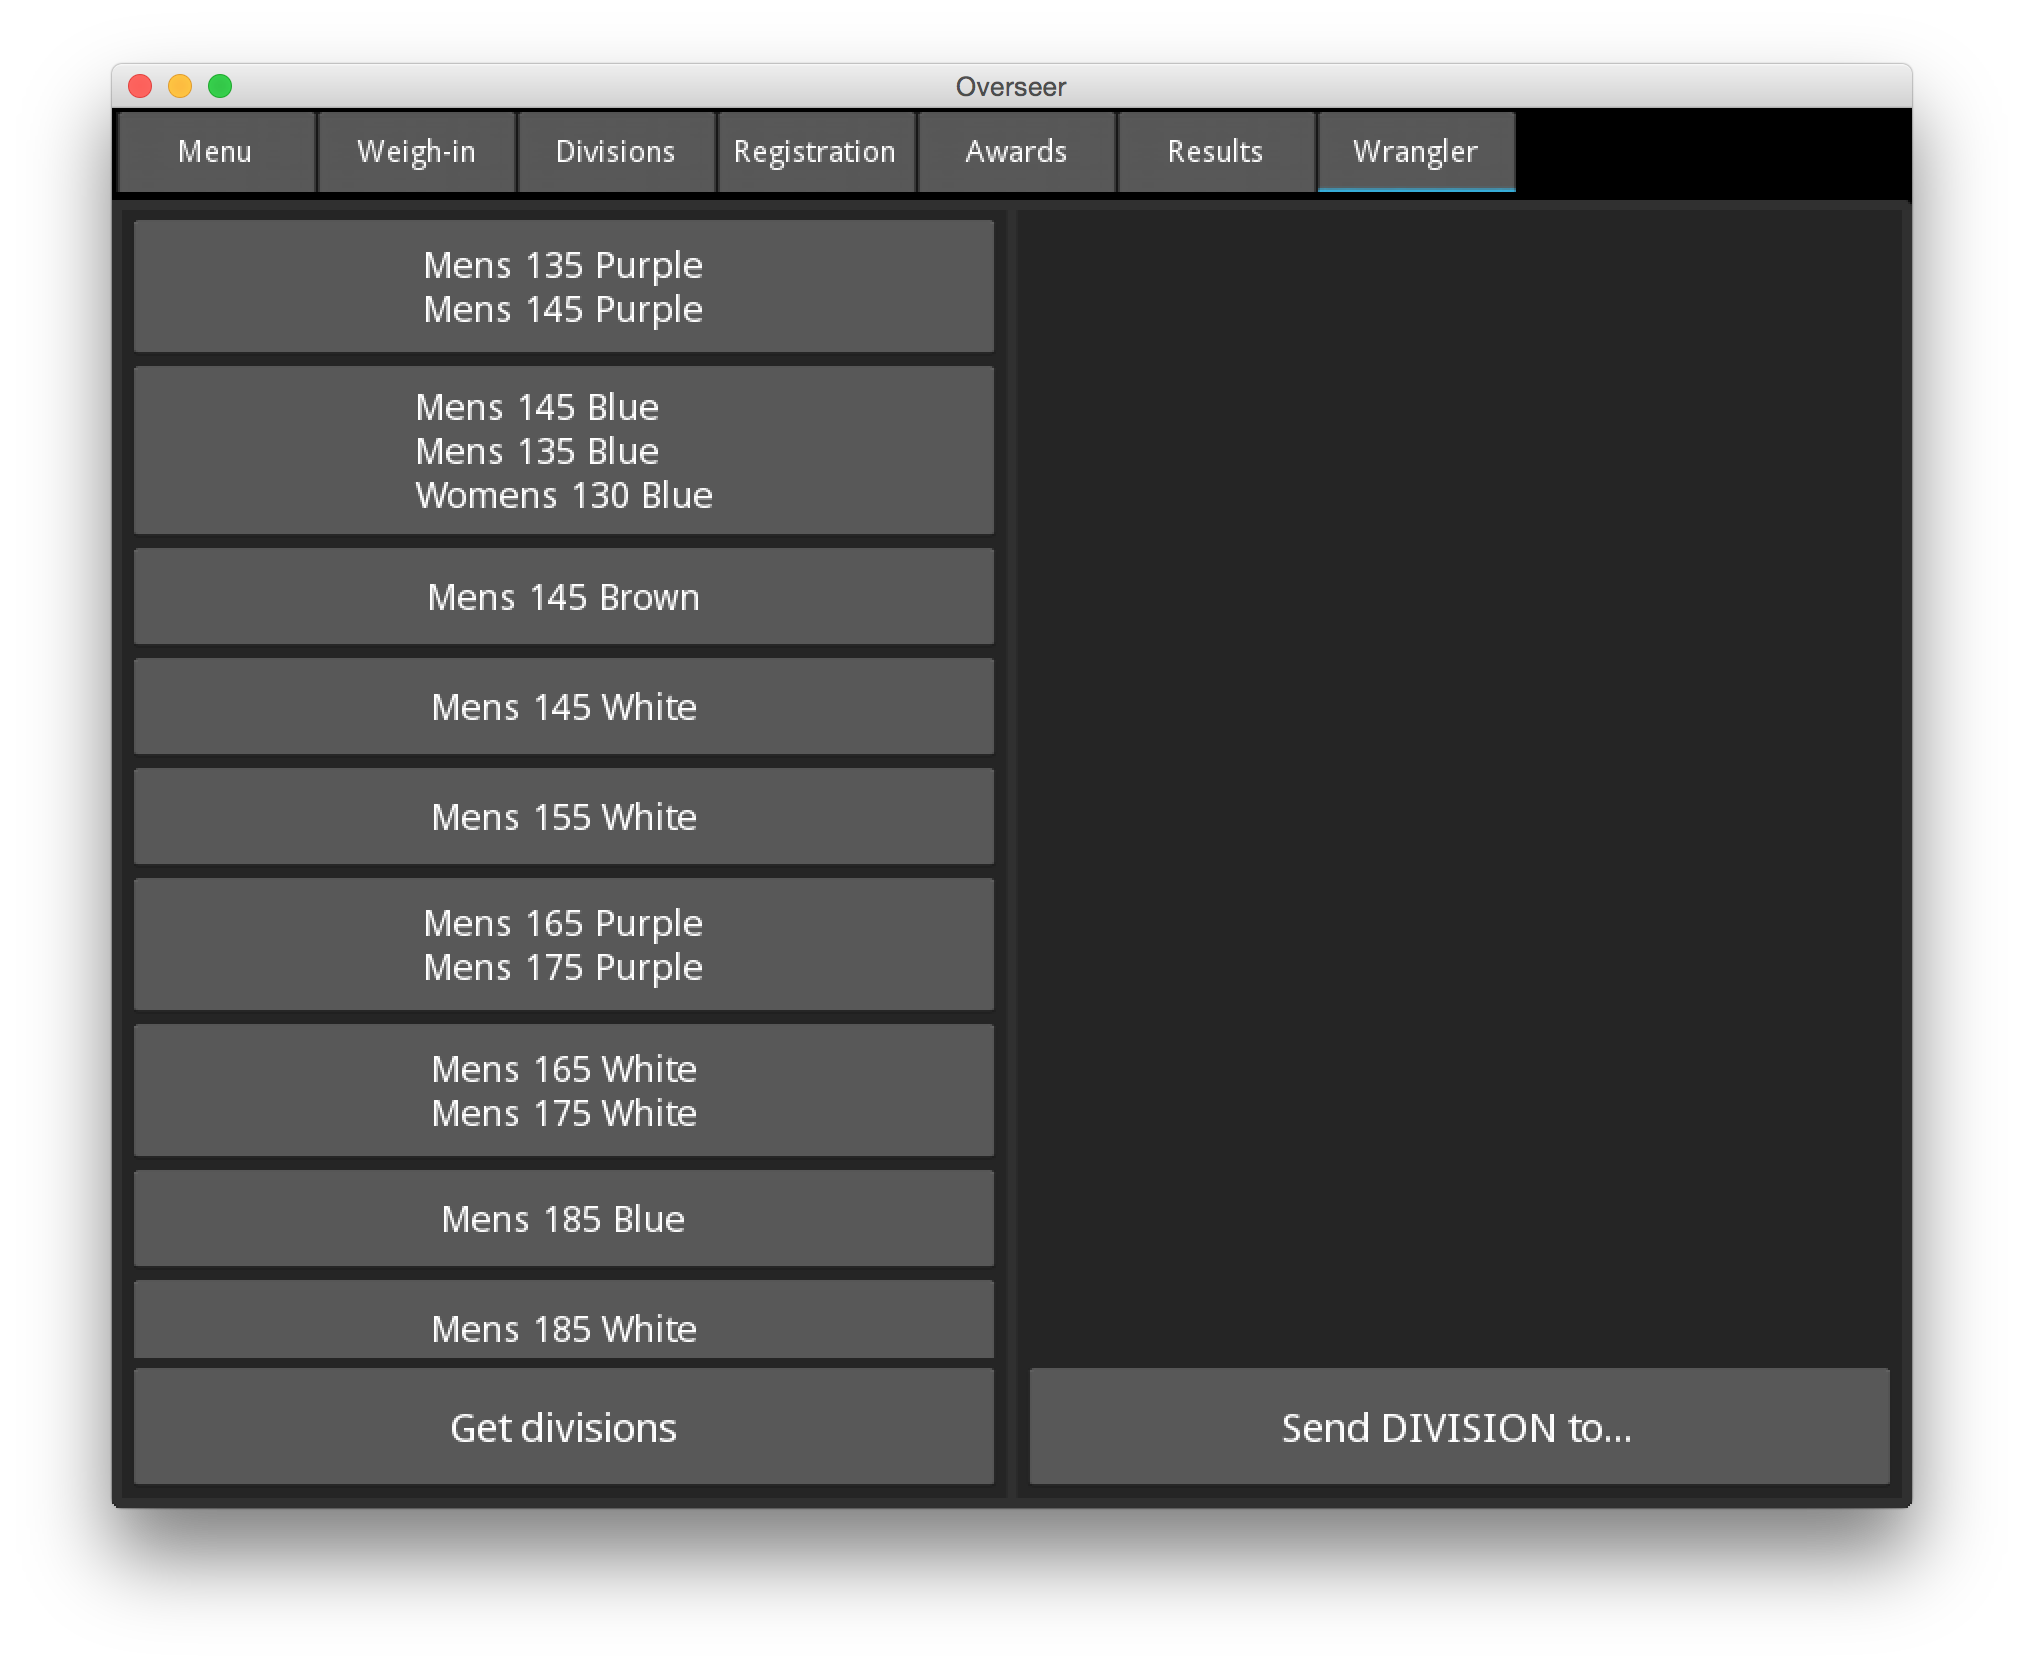 Overseer
Menu Weigh-in Divisions Registration Awards Results Wrangler
Mens 135 Purple
Mens 145 Purple
Mens 145 Blue
Mens 135 Blue
Womens 130 Blue
Mens 145 Brown
Mens 145 White
Mens 155 White
Mens 165 Purple
Mens 175 Purple
Mens 165 White
Mens 175 White
Mens 185 Blue
Mens 185 White
Get divisions
Send DIVISION to...